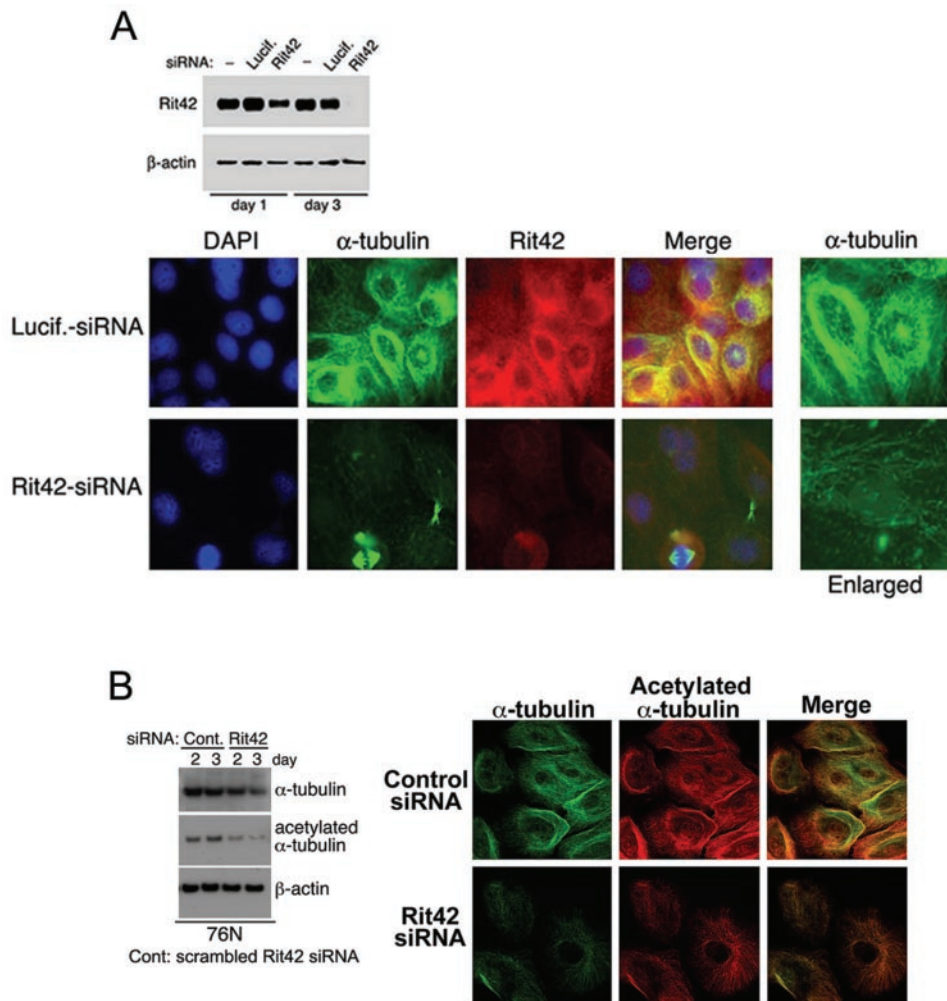 A
siRNA: – Lucif. Rit42 – Lucif. Rit42
Rit42
β-actin
day 1 day 3
DAPI α-tubulin Rit42 Merge α-tubulin
Lucif.-siRNA
Rit42-siRNA
Enlarged
B
siRNA: Cont. Rit42
2 3 2 3 day
α-tubulin
acetylated
α-tubulin
β-actin
76N
Cont: scrambled Rit42 siRNA
α-tubulin Acetylated α-tubulin Merge
Control
siRNA
Rit42
siRNA